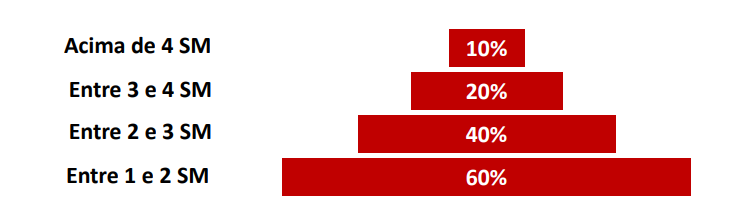 Acima de 4 SM 10%
Entre 3 e 4 SM 20%
Entre 2 e 3 SM 40%
Entre 1 e 2 SM 60%